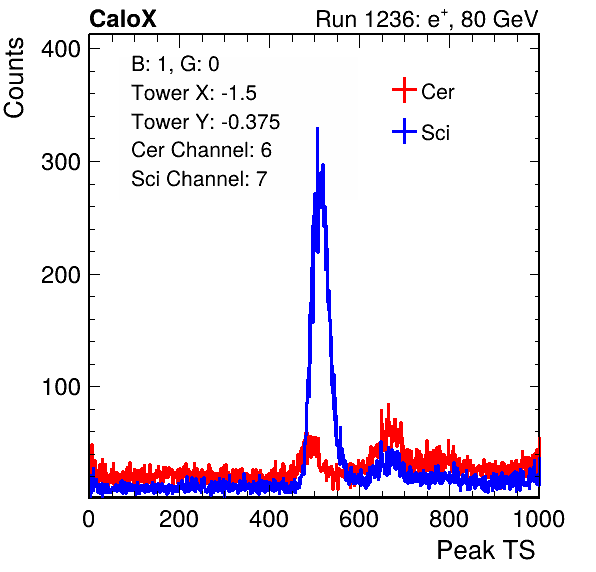 CaloX
Run 1236: e⁺, 80 GeV
Counts
400
300
200
100
B: 1, G: 0
Tower X: -1.5
Tower Y: -0.375
Cer Channel: 6
Sci Channel: 7
Cer
Sci
0 200 400 600 800 1000
Peak TS